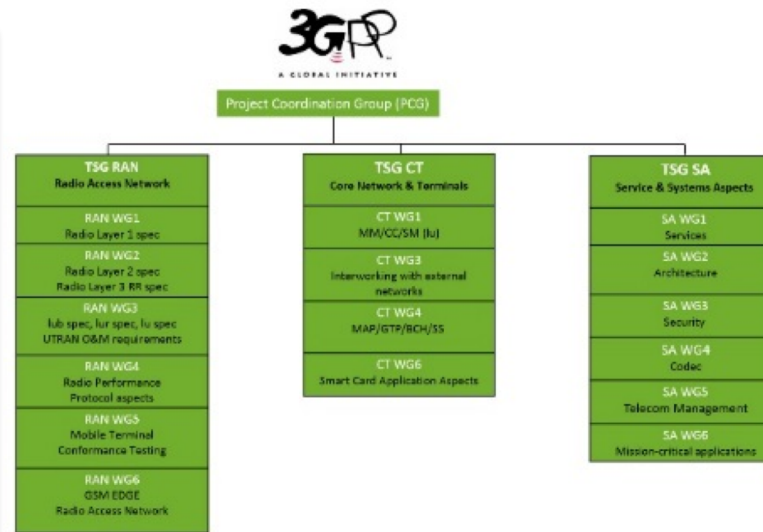 3GPP
A GLOBAL INITIATIVE
Project Coordination Group (PCG)
TSG RAN
Radio Access Network
RAN WG1
Radio Layer 1 spec
RAN WG2
Radio Layer 2 spec
Radio Layer 3 RR spec
RAN WG3
lub spec, lur spec, lu spec
UTRAN O&M requirements
RAN WG4
Radio Performance
Protocol aspects
RAN WG5
Mobile Terminal
Conformance Testing
RAN WG6
GSM EDGE
Radio Access Network
TSG CT
Core Network & Terminals
CT WG1
MM/CC/SM (lu)
CT WG3
Interworking with external
networks
CT WG4
MAP/GTP/BCH/SS
CT WG6
Smart Card Application Aspects
TSG SA
Service & Systems Aspects
SA WG1
Services
SA WG2
Architecture
SA WG3
Security
SA WG4
Codec
SA WG5
Telecom Management
SA WG6
Mission-critical applications